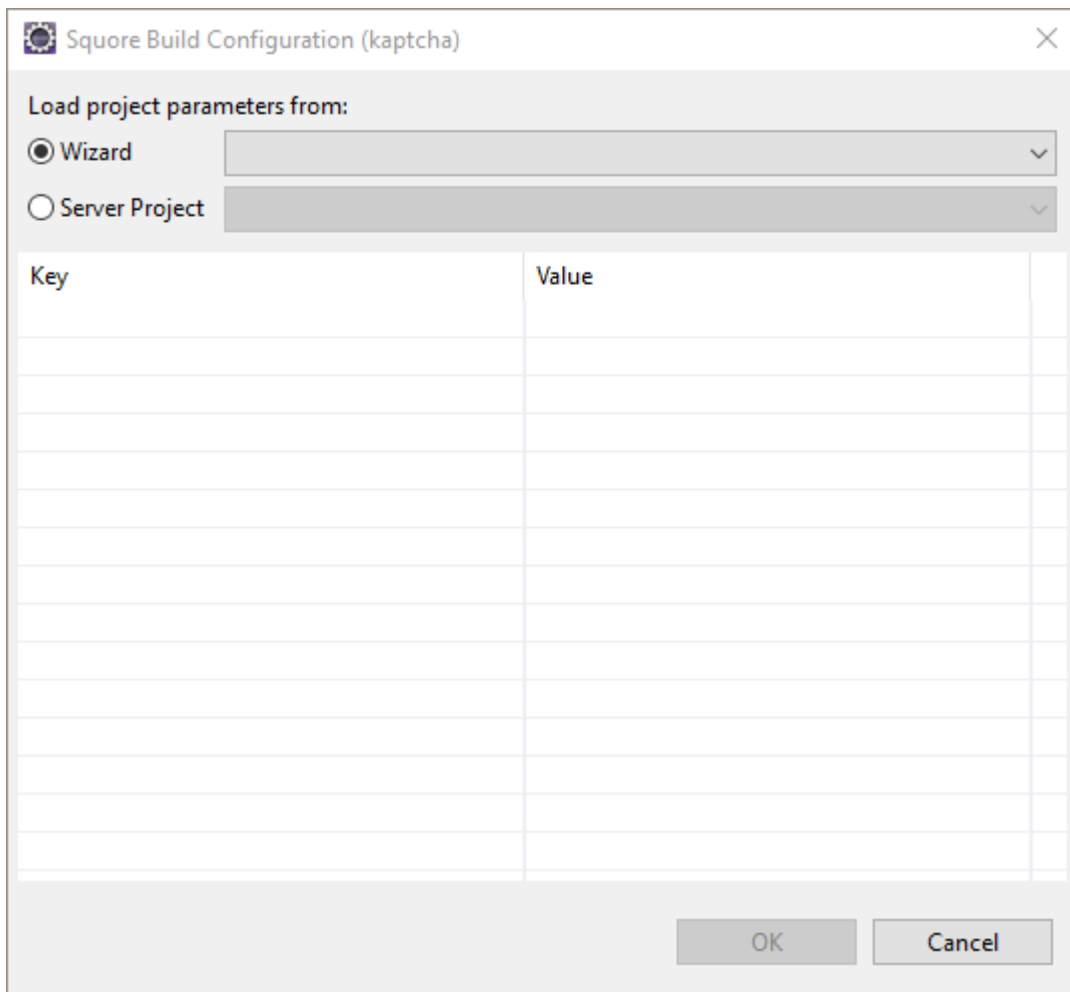 Squore Build Configuration (kaptcha)
Load project parameters from:
Wizard
Server Project
Key Value
OK Cancel